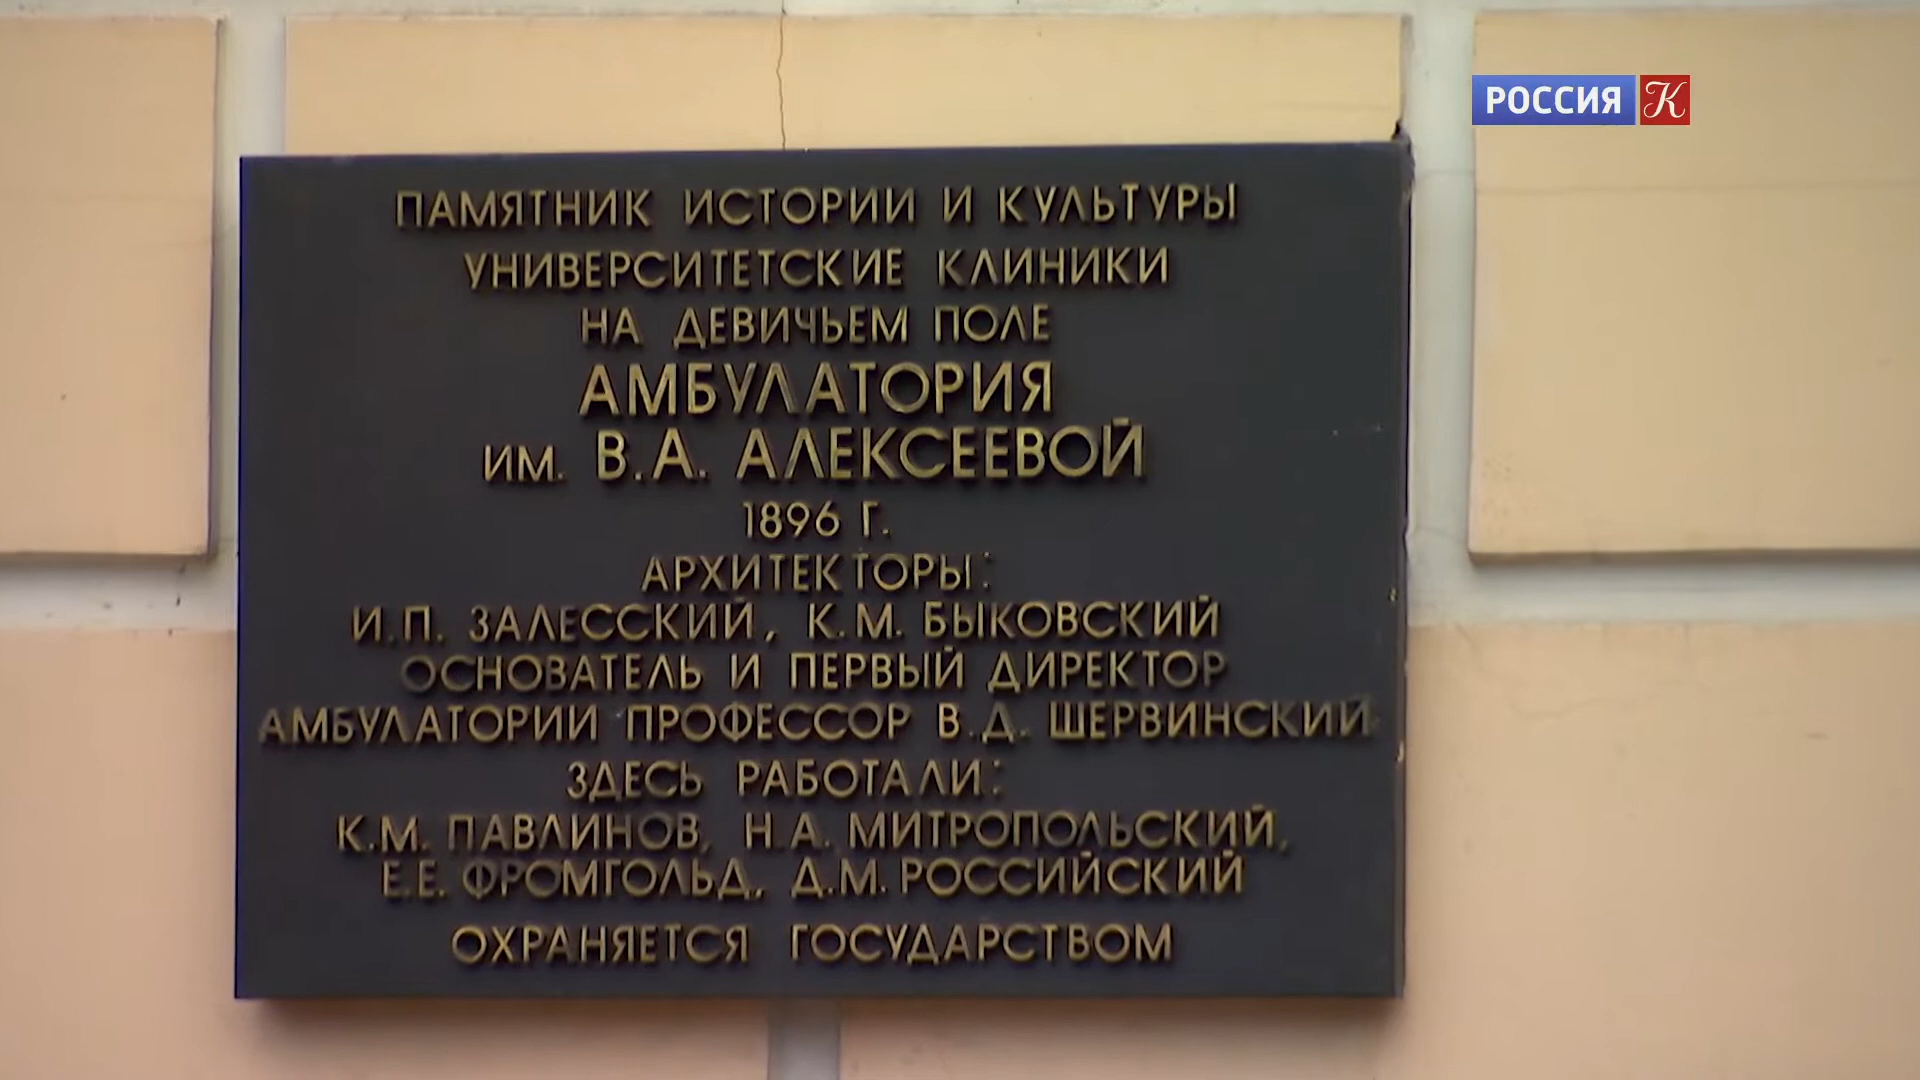 РОССИЯ К
ПАМЯТНИК ИСТОРИИ И КУЛЬТУРЫ
УНИВЕРСИТЕТСКИЕ КЛИНИКИ
НА ДЕВИЧЬЕМ ПОЛЕ
АМБУЛАТОРИЯ
ИМ. В.А. АЛЕКСЕЕВОЙ
1896 Г.
АРХИТЕКТОРЫ:
И.П. ЗАЛЕССКИЙ, К.М. БЫКОВСКИЙ
ОСНОВАТЕЛЬ И ПЕРВЫЙ ДИРЕКТОР
АМБУЛАТОРИИ ПРОФЕССОР В.Д. ШЕРВИНСКИЙ
ЗДЕСЬ РАБОТАЛИ:
К.М. ПАВЛИНОВ, Н.А. МИТРОПОЛЬСКИЙ,
Е.Е. ФРОМГОЛЬД, Д.М. РОССИЙСКИЙ
ОХРАНЯЕТСЯ ГОСУДАРСТВОМ